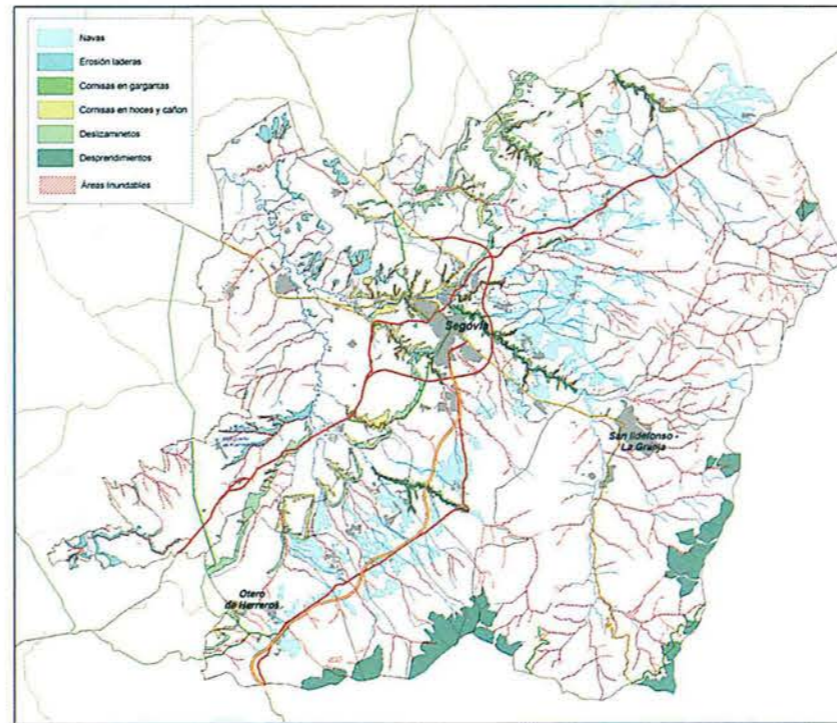 Navas
Erosión laderas
Cornisas en gargantas
Cornisas en hoces y cañon
Deslizaminetos
Desprendimientos
Áreas Inundables
Segovia
San Ildefonso -
La Granja
Otero
de Herreros